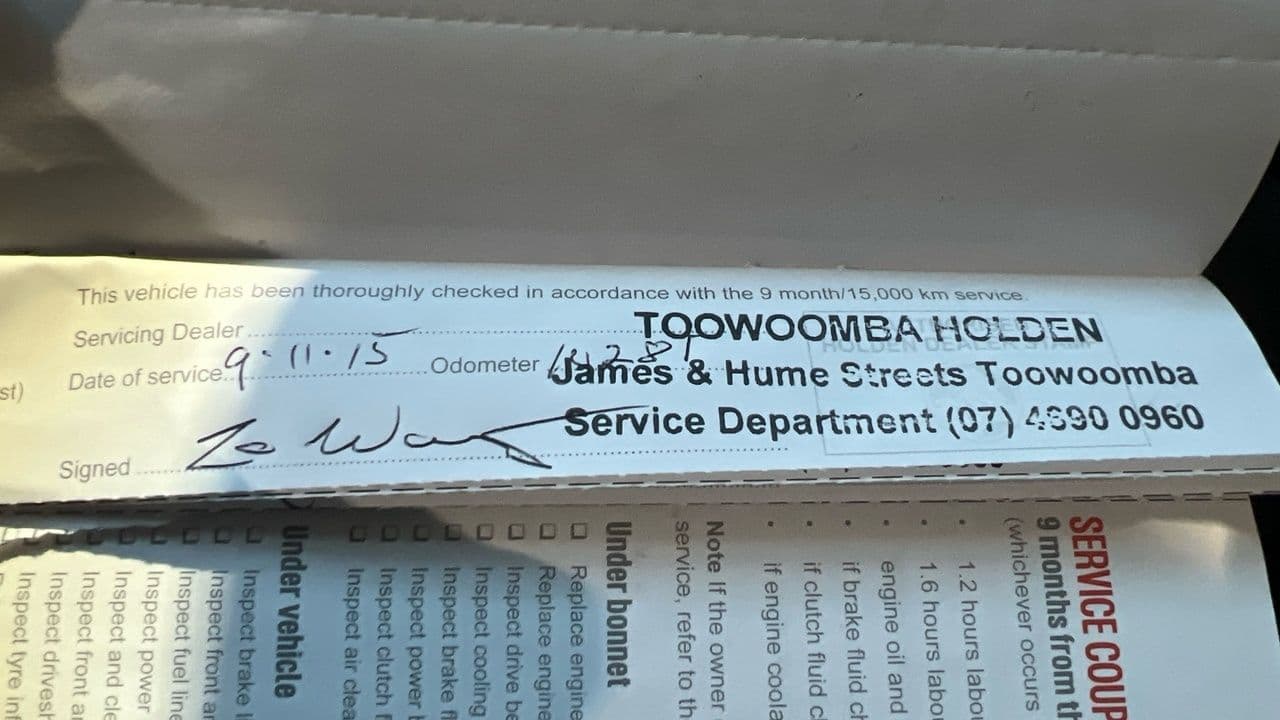 This vehicle has been thoroughly checked in accordance with the 9 month/15,000 km service.
Servicing Dealer
TOOWOOMBA HOLDEN
Date of service 9.11.15 Odometer
James & Hume Streets Toowoomba
Service Department (07) 4690 0960
Signed
st)
SERVICE COUP
9 months from th
(whichever occurs
• 1.2 hours labou
• 1.6 hours labou
engine oil and
• if brake fluid ch
• if clutch fluid c
• if engine coola
Note If the owner
service, refer to th
Under bonnet
Replace engine
Replace engine
Inspect drive be
Inspect cooling
Inspect brake fl
Inspect power
Inspect clutch f
Inspect air clea
Under vehicle
Inspect brake l
Inspect front ar
Inspect fuel line
Inspect power
Inspect and cle
Inspect front a
Inspect drivesh
Inspect tyre inf